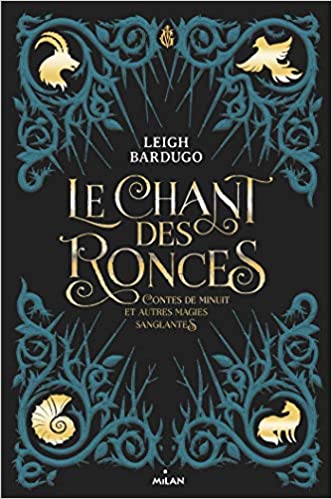 LEIGH
BARDUGO
LE CHANT
DES
RONCES
CONTES DE MINUIT
ET AUTRES MAGIES
SANGLANTES
MILAN